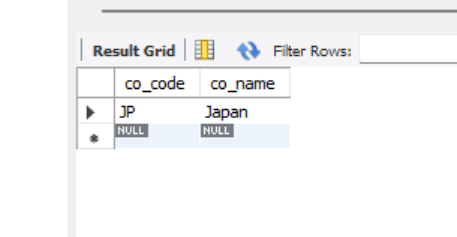 Result Grid Filter Rows:
co_code co_name
JP Japan
NULL NULL